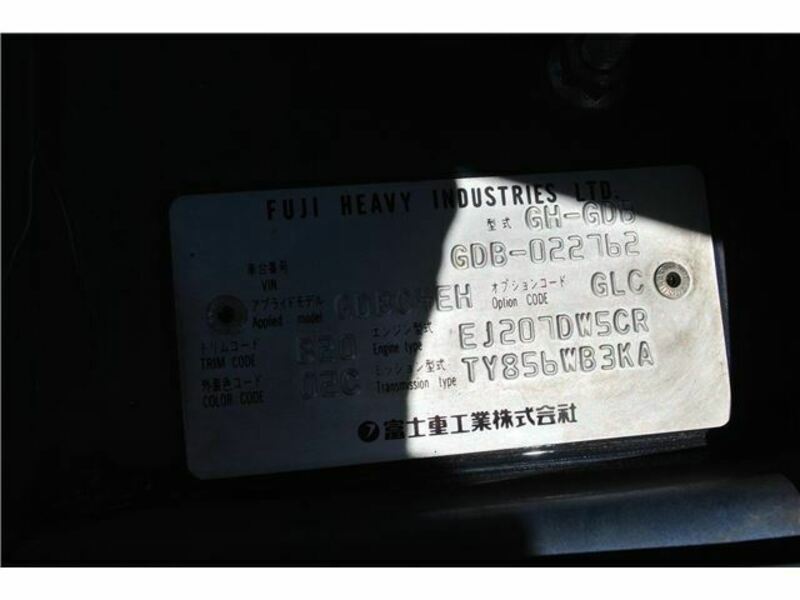 FUJI HEAVY INDUSTRIES LTD.
型式 GH-GDB
車台番号 GDB-022762
VIN
アプライドモデル GDBC4EH オプションコード GLC
Applied model Option CODE
トリムコード エンジン型式 EJ207DW5CR
TRIM CODE Engine type
外装色コード 02C ミッション型式 TY856WB3KA
COLOR CODE Transmission type
富士重工業株式会社